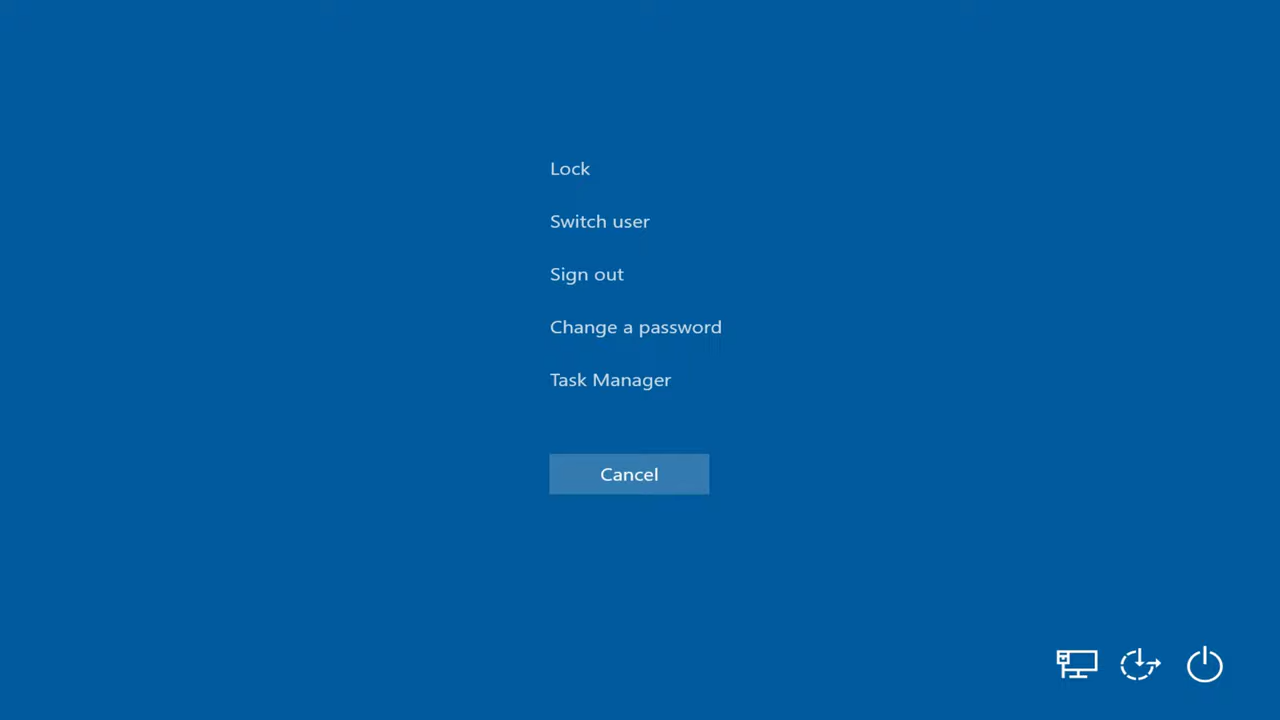 Lock
Switch user
Sign out
Change a password
Task Manager
Cancel